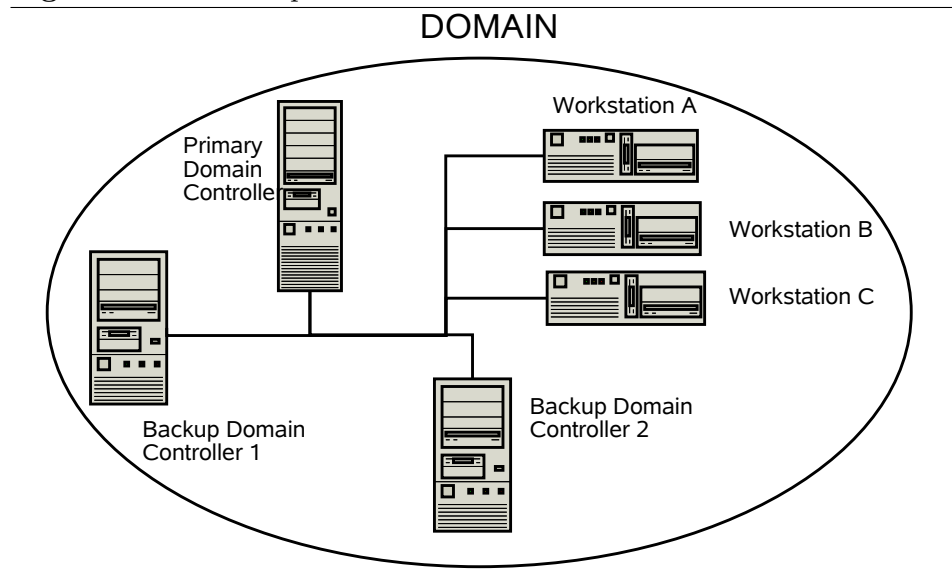 DOMAIN
Workstation A
Primary
Domain
Controlle
Workstation B
Workstation C
Backup Domain
Controller 2
Backup Domain
Controller 1